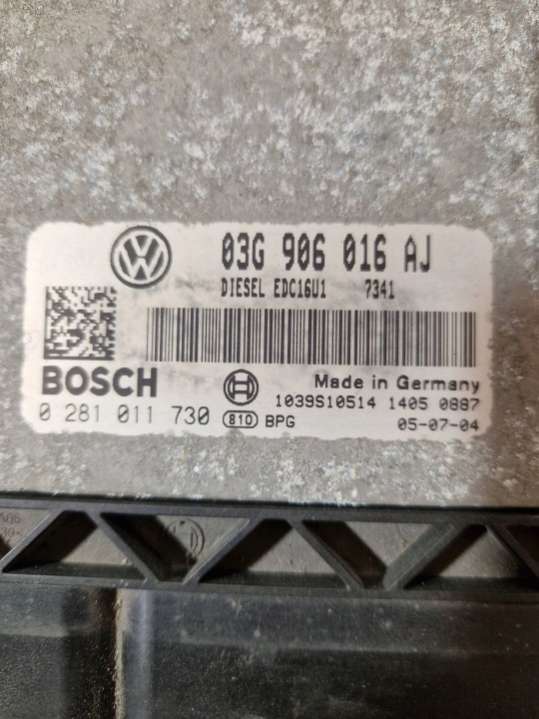 03G 906 016 AJ
DIESEL EDC16U1 7341
BOSCH
Made in Germany
1039S10514 1405 0887
0 281 011 730 810 BPG
05-07-04